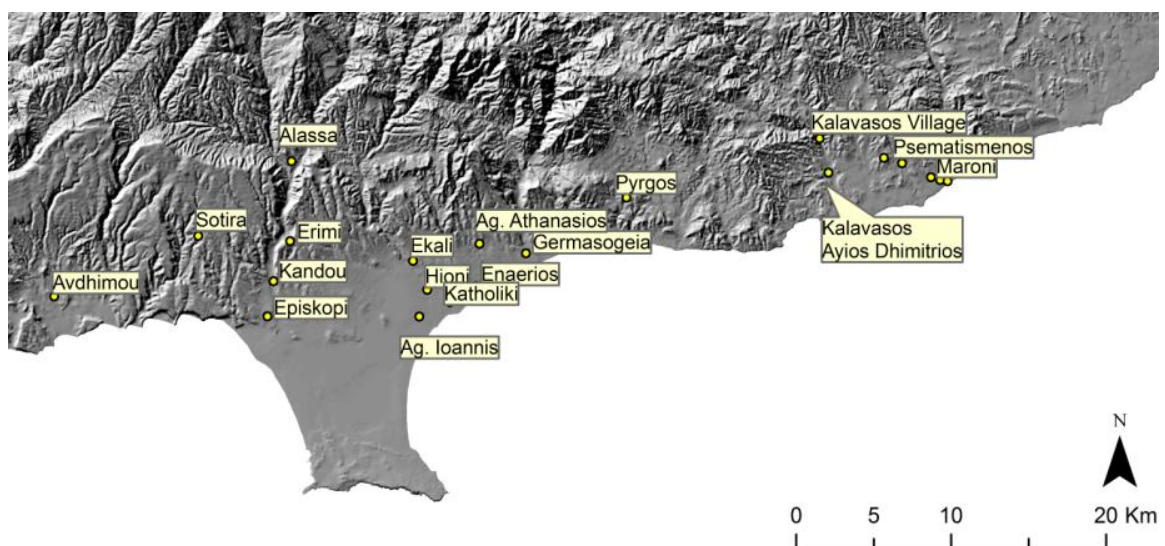 Alassa
Kalavasos Village
Psematismenos
Maroni
Pyrgos
Sotira
Erimi
Ag. Athanasios
Ekali
Germasogeia
Kalavasos
Ayios Dhimitrios
Avdhimou
Kandou
Hioni
Enaerios
Katholiki
Episkopi
Ag. Ioannis
N
0 5 10 20 Km